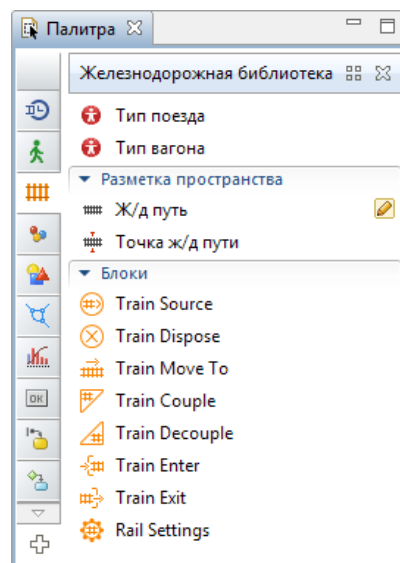 Палитра
Железнодорожная библиотека
Тип поезда
Тип вагона
Разметка пространства
Ж/д путь
Точка ж/д пути
Блоки
Train Source
Train Dispose
Train Move To
Train Couple
Train Decouple
Train Enter
Train Exit
OK
Rail Settings